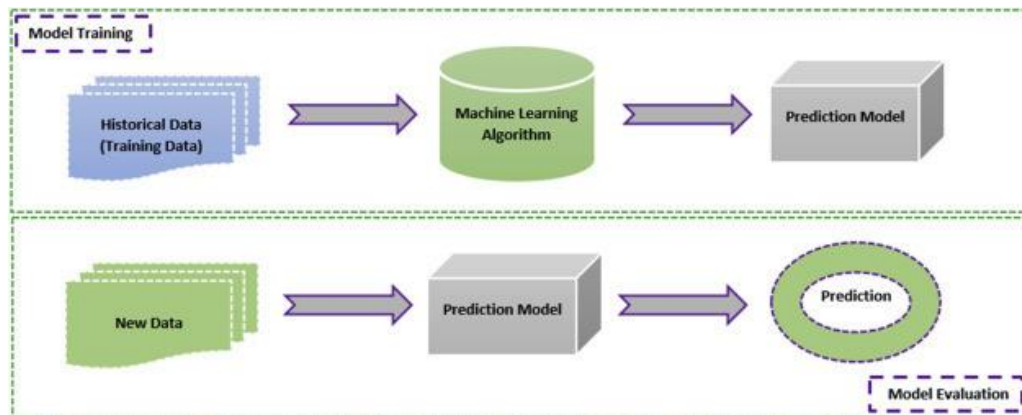 Model Training
Historical Data
(Training Data)
Machine Learning
Algorithm
Prediction Model
New Data
Prediction Model
Prediction
Model Evaluation